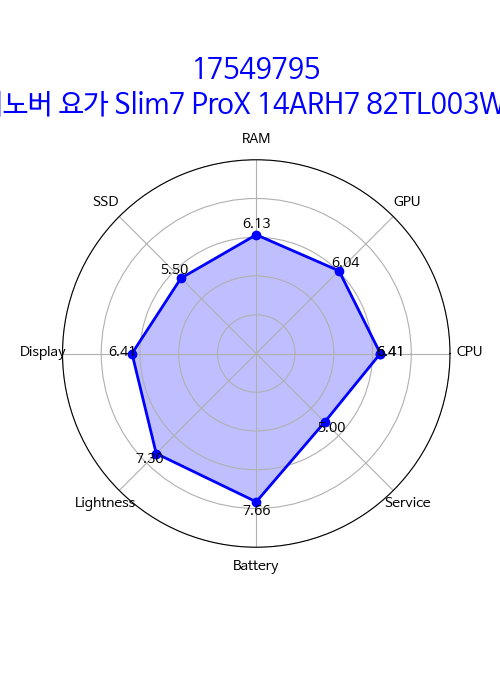 17549795
노버 요가 Slim7 ProX 14ARH7 82TL003W
RAM
SSD
GPU
6.13
6.04
5.50
Display
6.41
6.41
CPU
5.00
7.30
Lightness
7.66
Service
Battery